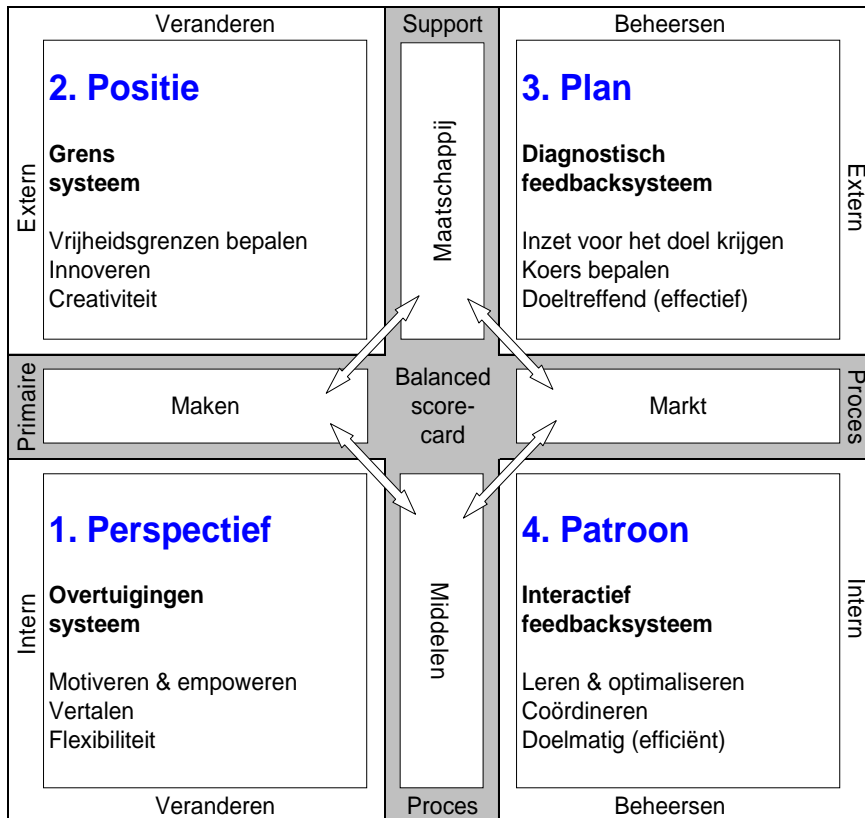 Veranderen
Support
Beheersen
2. Positie
Grens
systeem
Vrijheidsgrenzen bepalen
Innoveren
Creativiteit
Extern
Maatschappij
3. Plan
Diagnostisch
feedbacksysteem
Inzet voor het doel krijgen
Koers bepalen
Doeltreffend (effectief)
Extern
Primaire
Maken
Balanced
score-
card
Markt
Proces
1. Perspectief
Overtuigingen
systeem
Motiveren & empoweren
Vertalen
Flexibiliteit
Intern
Middelen
4. Patroon
Interactief
feedbacksysteem
Leren & optimaliseren
Coördineren
Doelmatig (efficiënt)
Intern
Veranderen
Proces
Beheersen